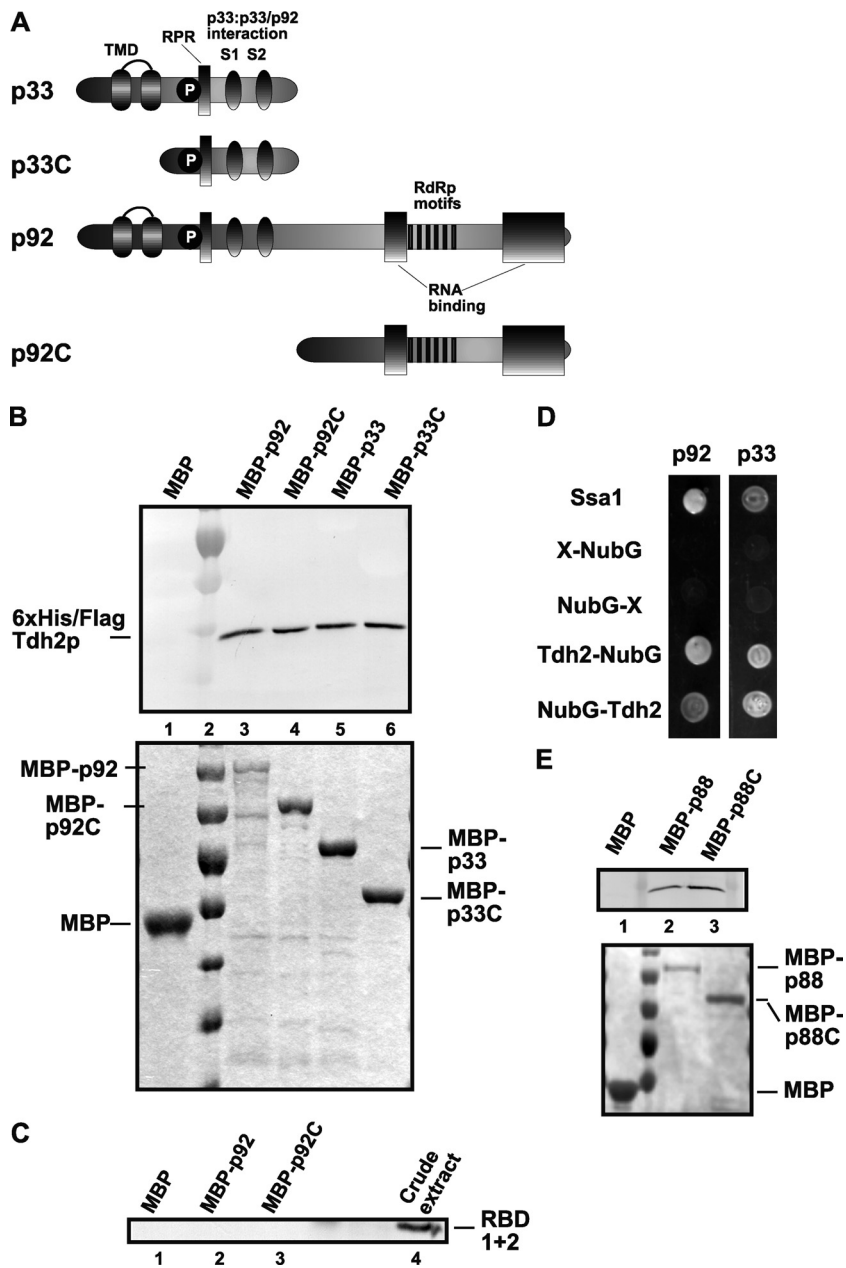 A
p33:p33/p92
interaction
RPR
TMD
S1 S2
p33
P
p33C
P
RdRp
motifs
p92
P
RNA
binding
p92C
B
MBP
MBP-p92
MBP-p92C
MBP-p33
MBP-p33C
6xHis/Flag
Tdh2p
1 2 3 4 5 6
MBP-p92
MBP-
p92C
MBP-
p33
MBP-
p33C
MBP
C
MBP
MBP-p92
MBP-p92C
Crude
extract
RBD
1+2
1 2 3 4
D
p92 p33
Ssa1
X-NubG
NubG-X
Tdh2-NubG
NubG-Tdh2
E
MBP
MBP-p88
MBP-p88C
1 2 3
MBP-
p88
MBP-
p88C
MBP